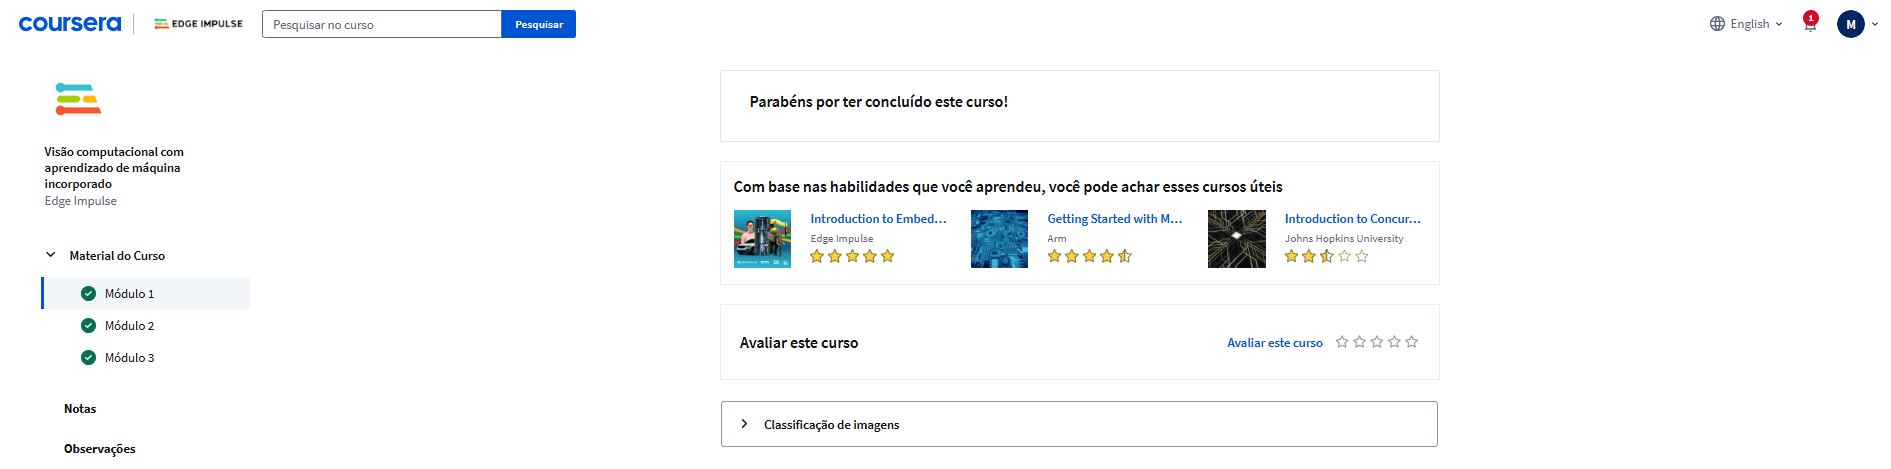 coursera
EDGE IMPULSE
Pesquisar no curso
Pesquisar
English
1
M
Visão computacional com
aprendizado de máquina
incorporado
Edge Impulse
Material do Curso
Módulo 1
Módulo 2
Módulo 3
Notas
Observações
Parabéns por ter concluído este curso!
Com base nas habilidades que você aprendeu, você pode achar esses cursos úteis
Introduction to Embed...
Edge Impulse
Getting Started with M...
Arm
Introduction to Concur...
Johns Hopkins University
Avaliar este curso
Avaliar este curso
Classificação de imagens